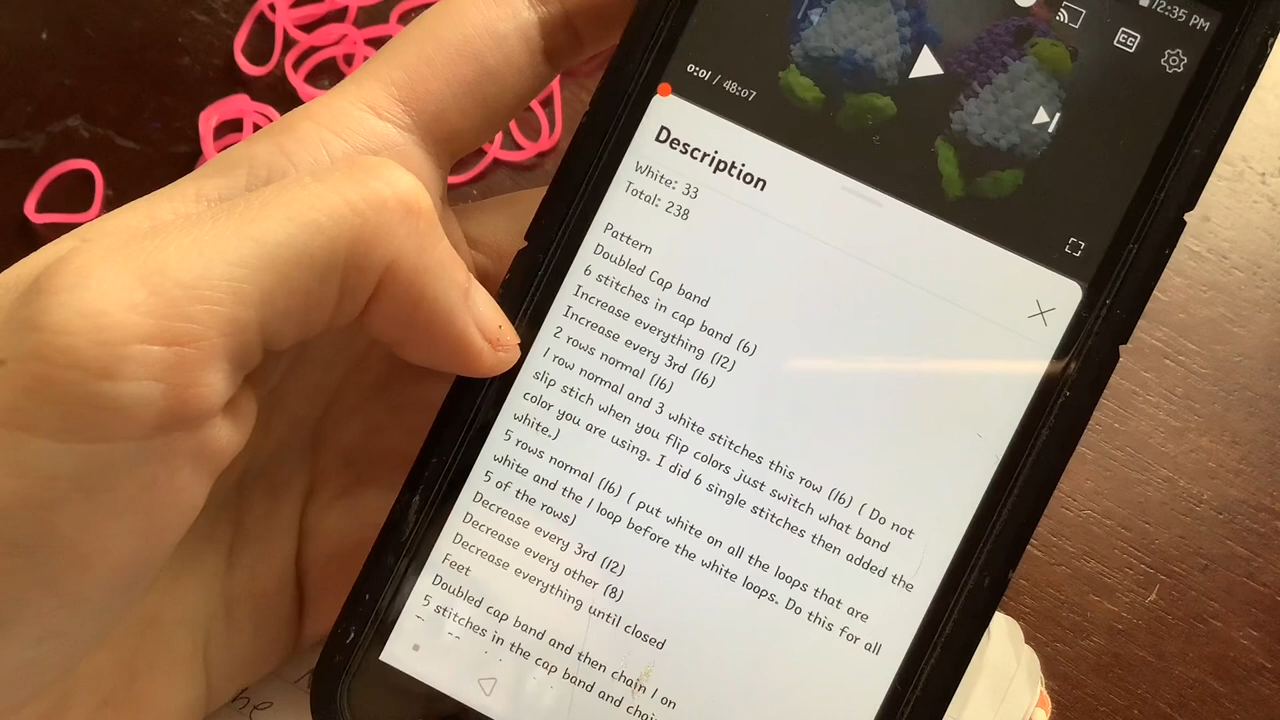 12:35 PM
CC
0:01 / 48:07
Description
White: 33
Total: 238
Pattern
Doubled Cap band
6 stitches in cap band (6)
Increase everything (12)
Increase every 3rd (16)
2 rows normal (16)
1 row normal and 3 white stitches this row (16) ( Do not
slip stich when you flip colors just switch what band
color you are using. I did 6 single stitches then added the
white.)
5 rows normal (16) ( put white on all the loops that are
white and the 1 loop before the white loops. Do this for all
5 of the rows)
Decrease every 3rd (12)
Decrease every other (8)
Decrease everything until closed
Feet
Doubled cap band and then chain 1 on
5 stitches in the cap band and
he